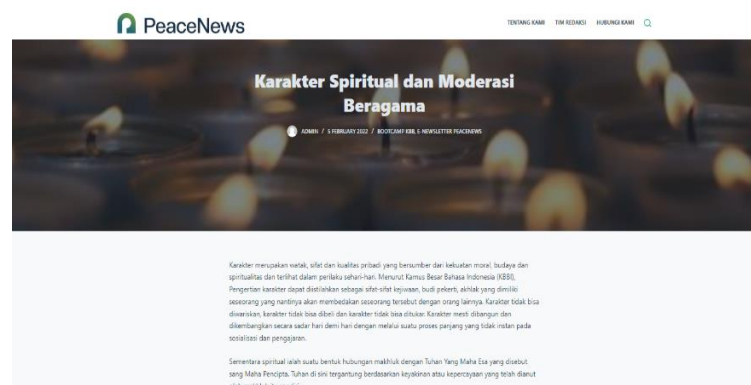 PeaceNews
TENTANG KAMI TIM REDAKSI HUBUNGI KAMI
Karakter Spiritual dan Moderasi
Beragama
ADMIN / 5 FEBRUARY 2022 / BOOTCAMP KBB, E-NEWSLETTER PEACENEWS
Karakter merupakan watak, sifat dan kualitas pribadi yang bersumber dari kekuatan moral, budaya dan
spiritualitas dan terlihat dalam perilaku sehari-hari. Menurut Kamus Besar Bahasa Indonesia (KBBI),
Pengertian karakter dapat diistilahkan sebagai sifat-sifat kejiwaan, budi pekerti, akhlak yang dimiliki
seseorang yang nantinya akan membedakan seseorang tersebut dengan orang lainnya. Karakter tidak bisa
diwariskan, karakter tidak bisa dibeli dan karakter tidak bisa ditukar. Karakter mesti dibangun dan
dikembangkan secara sadar hari demi hari dengan melalui suatu proses panjang yang tidak instan pada
sosialisasi dan pengajaran.
Sementara spiritual ialah suatu bentuk hubungan makhluk dengan Tuhan Yang Maha Esa yang disebut
sang Maha Pencipta. Tuhan di sini tergantung berdasarkan keyakinan atau kepercayaan yang telah dianut